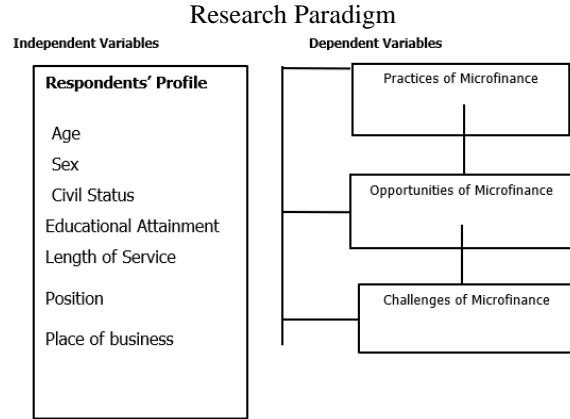 Research Paradigm
Independent Variables
Dependent Variables
Respondents' Profile
Age
Sex
Civil Status
Educational Attainment
Length of Service
Position
Place of business
Practices of Microfinance
Opportunities of Microfinance
Challenges of Microfinance